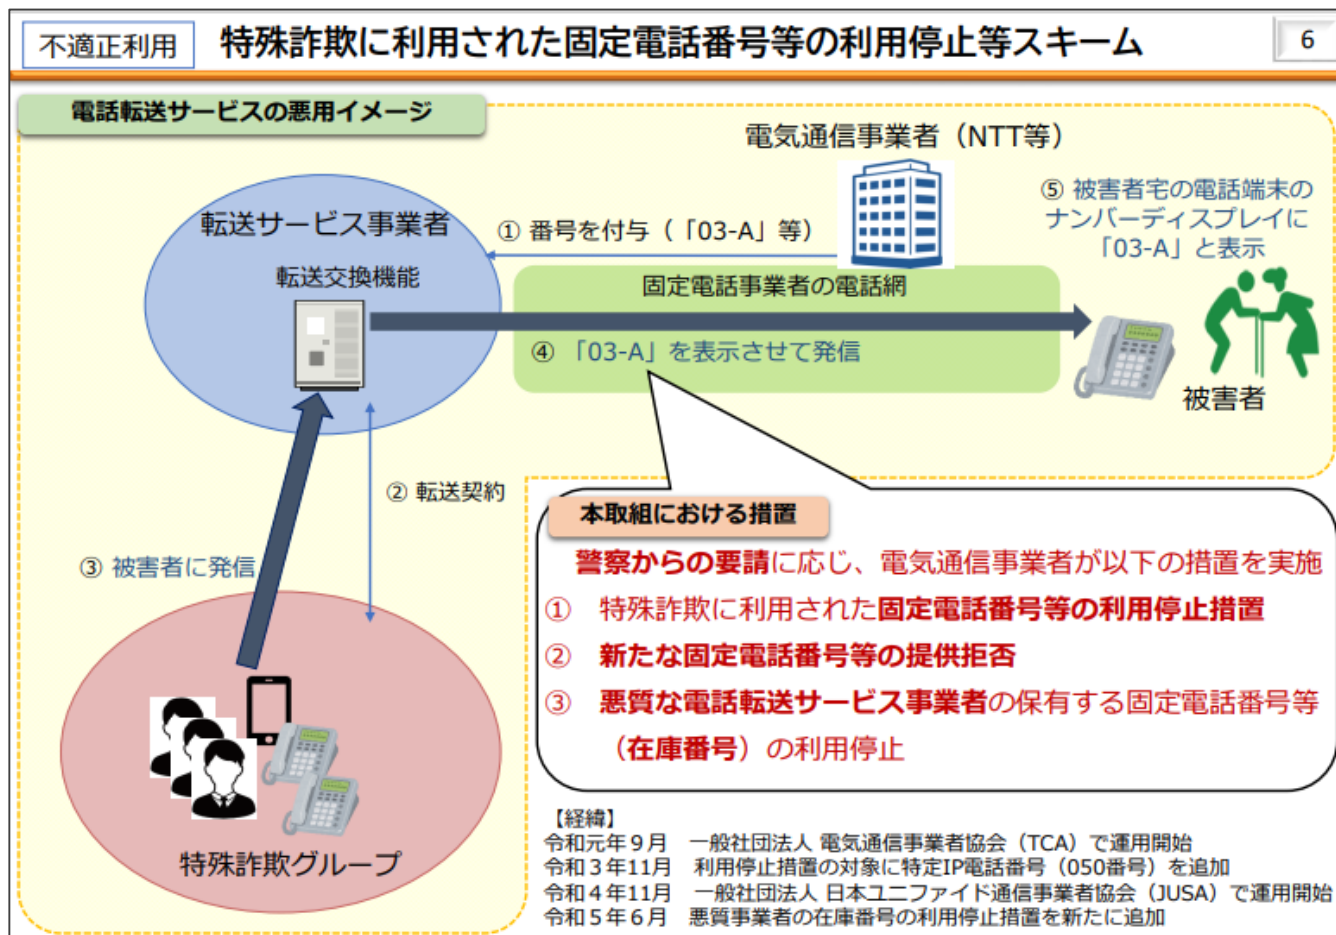 不適正利用
特殊詐欺に利用された固定電話番号等の利用停止等スキーム
6
電話転送サービスの悪用イメージ
電気通信事業者（NTT等）
転送サービス事業者
転送交換機能
① 番号を付与（「03-A」等）
⑤ 被害者宅の電話端末の
ナンバーディスプレイに
「03-A」と表示
固定電話事業者の電話網
④ 「03-A」を表示させて発信
被害者
② 転送契約
③ 被害者に発信
特殊詐欺グループ
本取組における措置
警察からの要請に応じ、電気通信事業者が以下の措置を実施
① 特殊詐欺に利用された固定電話番号等の利用停止措置
② 新たな固定電話番号等の提供拒否
③ 悪質な電話転送サービス事業者の保有する固定電話番号等
（在庫番号）の利用停止
【経緯】
令和元年９月 一般社団法人 電気通信事業者協会（TCA）で運用開始
令和３年11月 利用停止措置の対象に特定IP電話番号（050番号）を追加
令和４年11月 一般社団法人 日本ユニファイド通信事業者協会（JUSA）で運用開始
令和５年６月 悪質事業者の在庫番号の利用停止措置を新たに追加